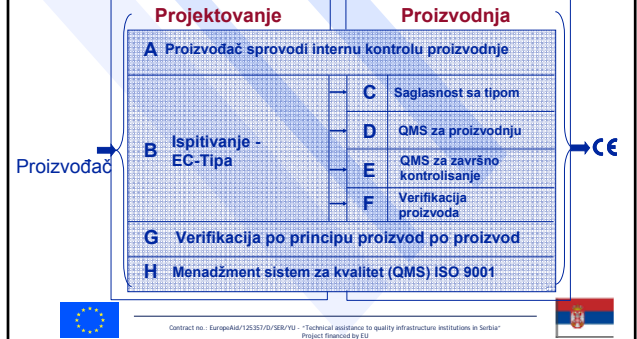 Projektovanje
Proizvodnja
A Proizvođač sprovodi internu kontrolu proizvodnje
Proizvođač
B Ispitivanje -
EC-Tipa
C Saglasnost sa tipom
D QMS za proizvodnju
E QMS za završno
kontrolisanje
F Verifikacija
proizvoda
CE
G Verifikacija po principu proizvod po proizvod
H Menadžment sistem za kvalitet (QMS) ISO 9001
Contract no.: EuropeAid/125357/D/SER/YU - "Technical assistance to quality infrastructure institutions in Serbia"
Project financed by EU